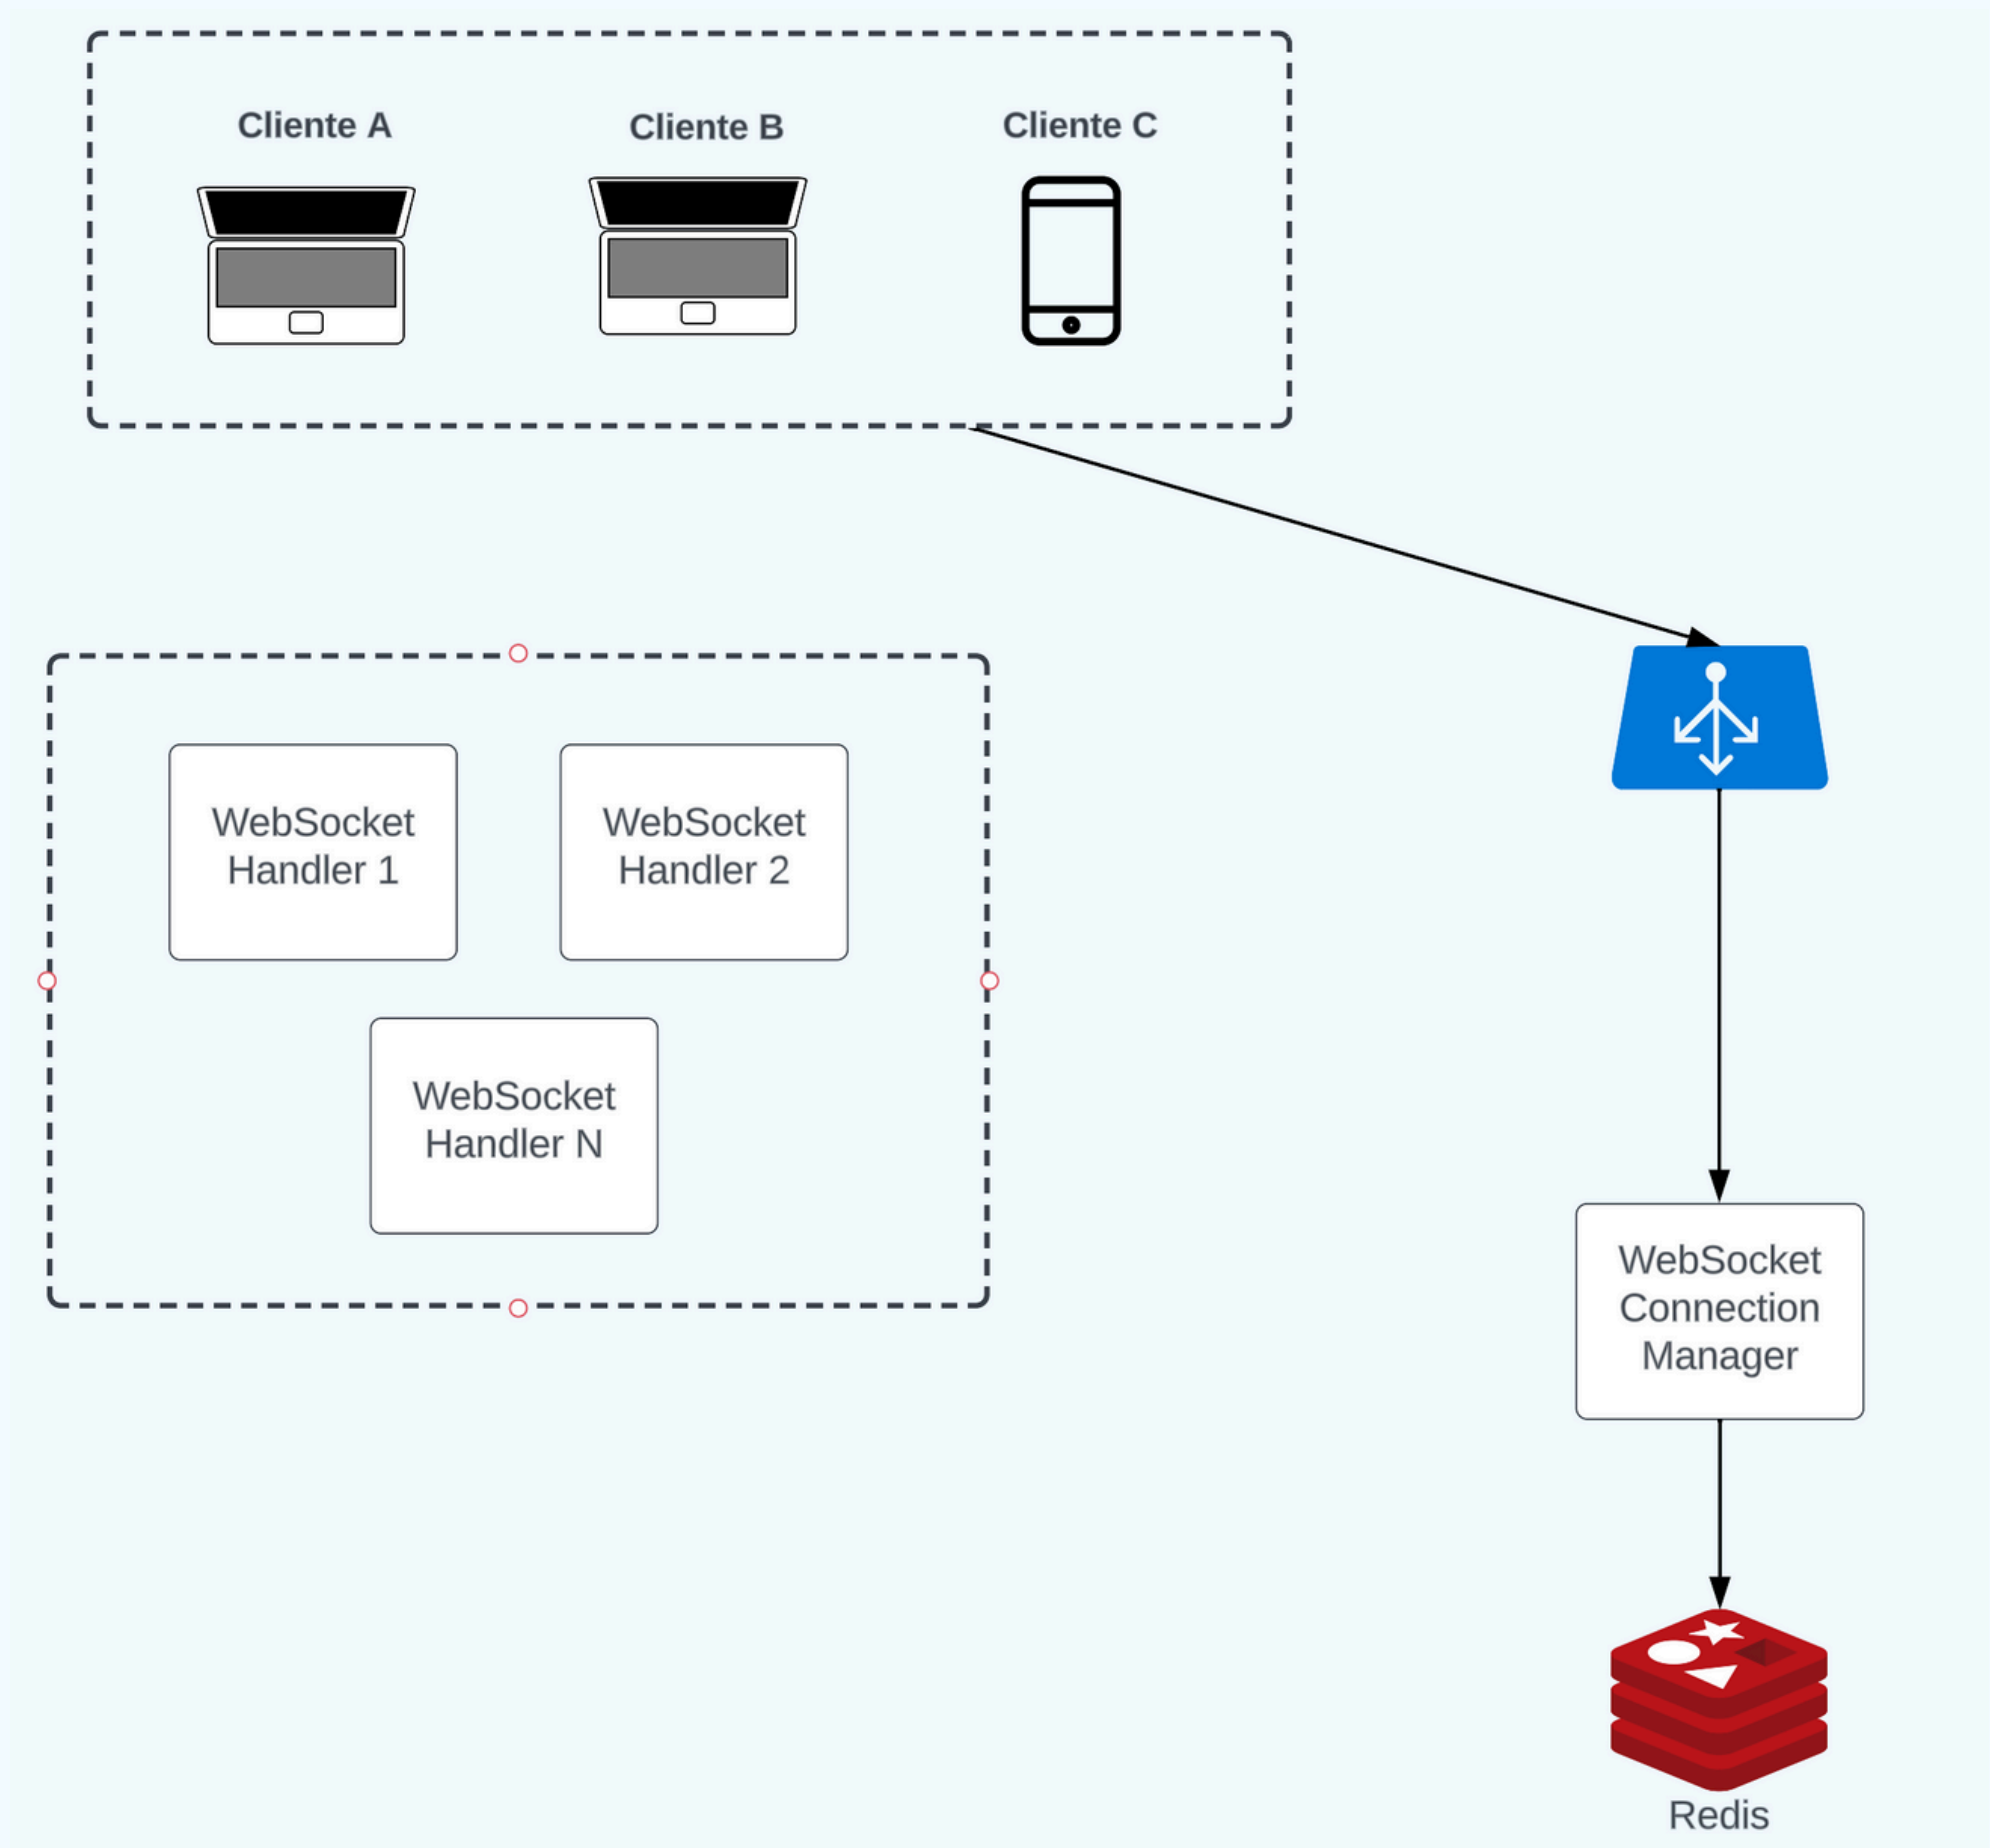 Cliente A
Cliente B
Cliente C
WebSocket
Handler 1
WebSocket
Handler 2
WebSocket
Handler N
WebSocket
Connection
Manager
Redis